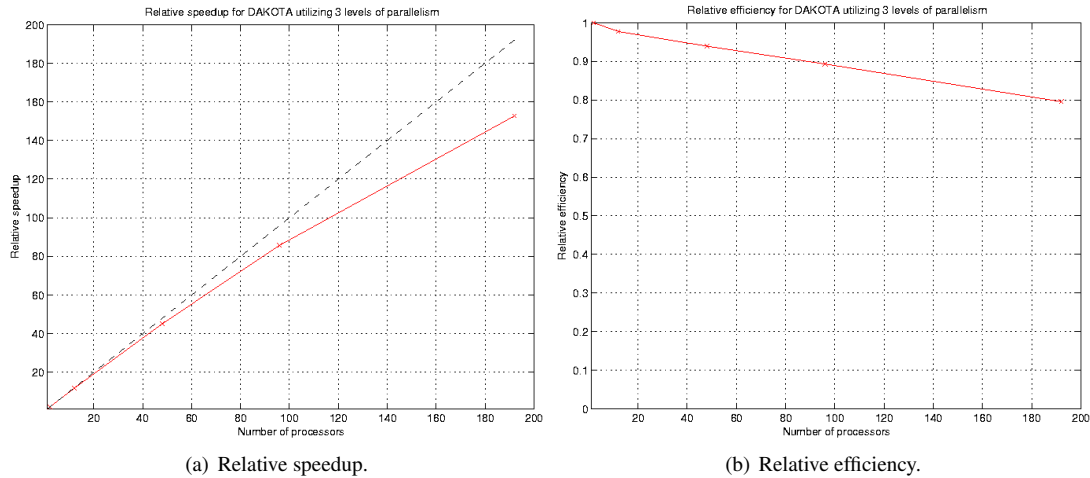 Relative speedup for DAKOTA utilizing 3 levels of parallelism
200
180
160
140
120
100
80
60
40
20
Relative speedup
20 40 60 80 100 120 140 160 180 200
Number of processors
(a) Relative speedup.
Relative efficiency for DAKOTA utilizing 3 levels of parallelism
1
0.9
0.8
0.7
0.6
0.5
0.4
0.3
0.2
0.1
0
Relative efficiency
20 40 60 80 100 120 140 160 180 200
Number of processors
(b) Relative efficiency.